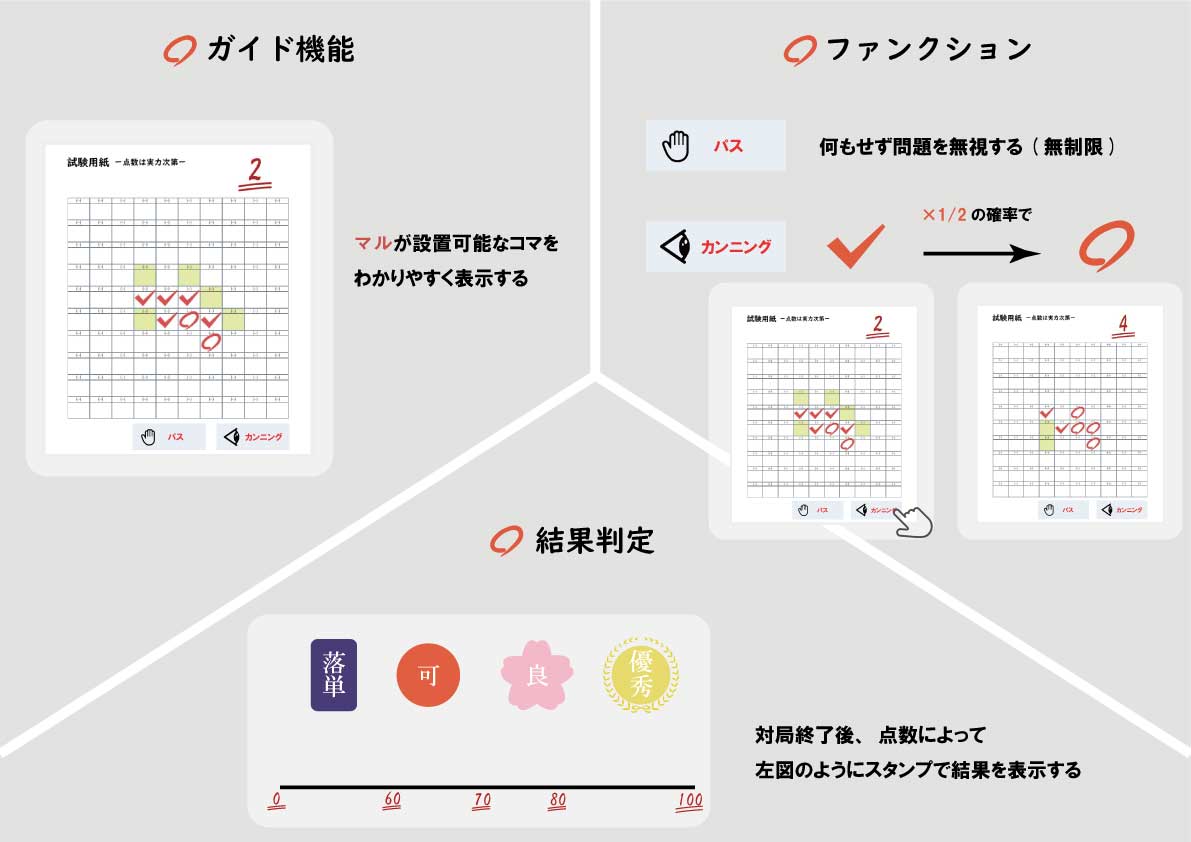 ガイド機能
試験用紙 －点数は実力次第－
2
パス
カンニング
マルが設置可能なコマを
わかりやすく表示する
ファンクション
パス
何もせず問題を無視する ( 無制限 )
カンニング
×1/2 の確率で
試験用紙 －点数は実力次第－
2
パス
カンニング
試験用紙 －点数は実力次第－
4
パス
カンニング
結果判定
落単
可
良
優秀
0
60
70
80
100
対局終了後、 点数によって
左図のようにスタンプで結果を表示する